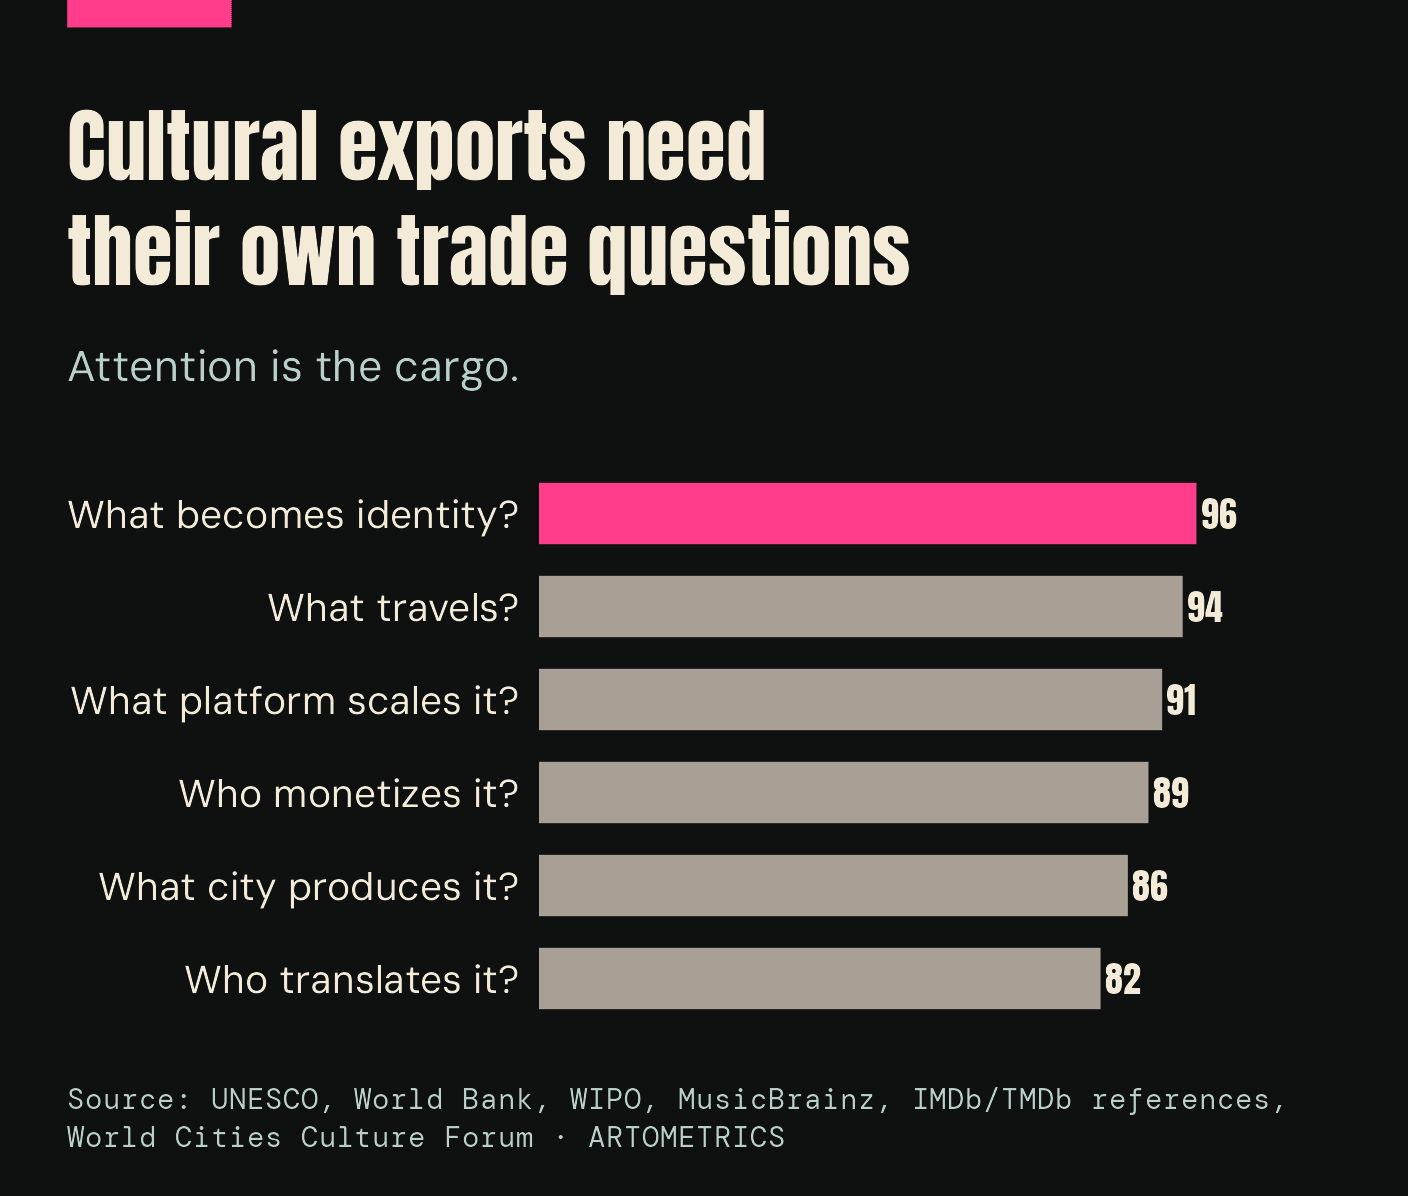 Cultural exports need
their own trade questions
Attention is the cargo.
What becomes identity? 96
What travels? 94
What platform scales it? 91
Who monetizes it? 89
What city produces it? 86
Who translates it? 82
Source: UNESCO, World Bank, WIPO, MusicBrainz, IMDb/TMDb references,
World Cities Culture Forum · ARTOMETRICS